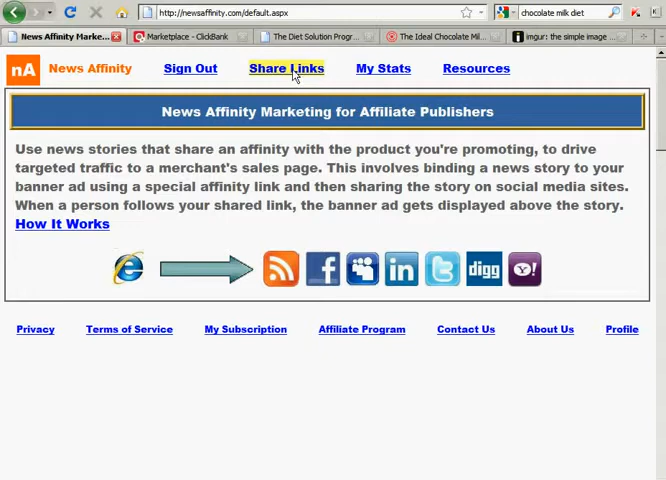 http://newsaffinity.com/default.aspx
chocolate milk diet
News Affinity Marke...
Marketplace - ClickBank
The Diet Solution Progr...
The Ideal Chocolate Mil...
imgur: the simple image ...
nA News Affinity Sign Out Share Links My Stats Resources
News Affinity Marketing for Affiliate Publishers
Use news stories that share an affinity with the product you're promoting, to drive
targeted traffic to a merchant's sales page. This involves binding a news story to your
banner ad using a special affinity link and then sharing the story on social media sites.
When a person follows your shared link, the banner ad gets displayed above the story.
How It Works
f in t digg Y!
Privacy Terms of Service My Subscription Affiliate Program Contact Us About Us Profile